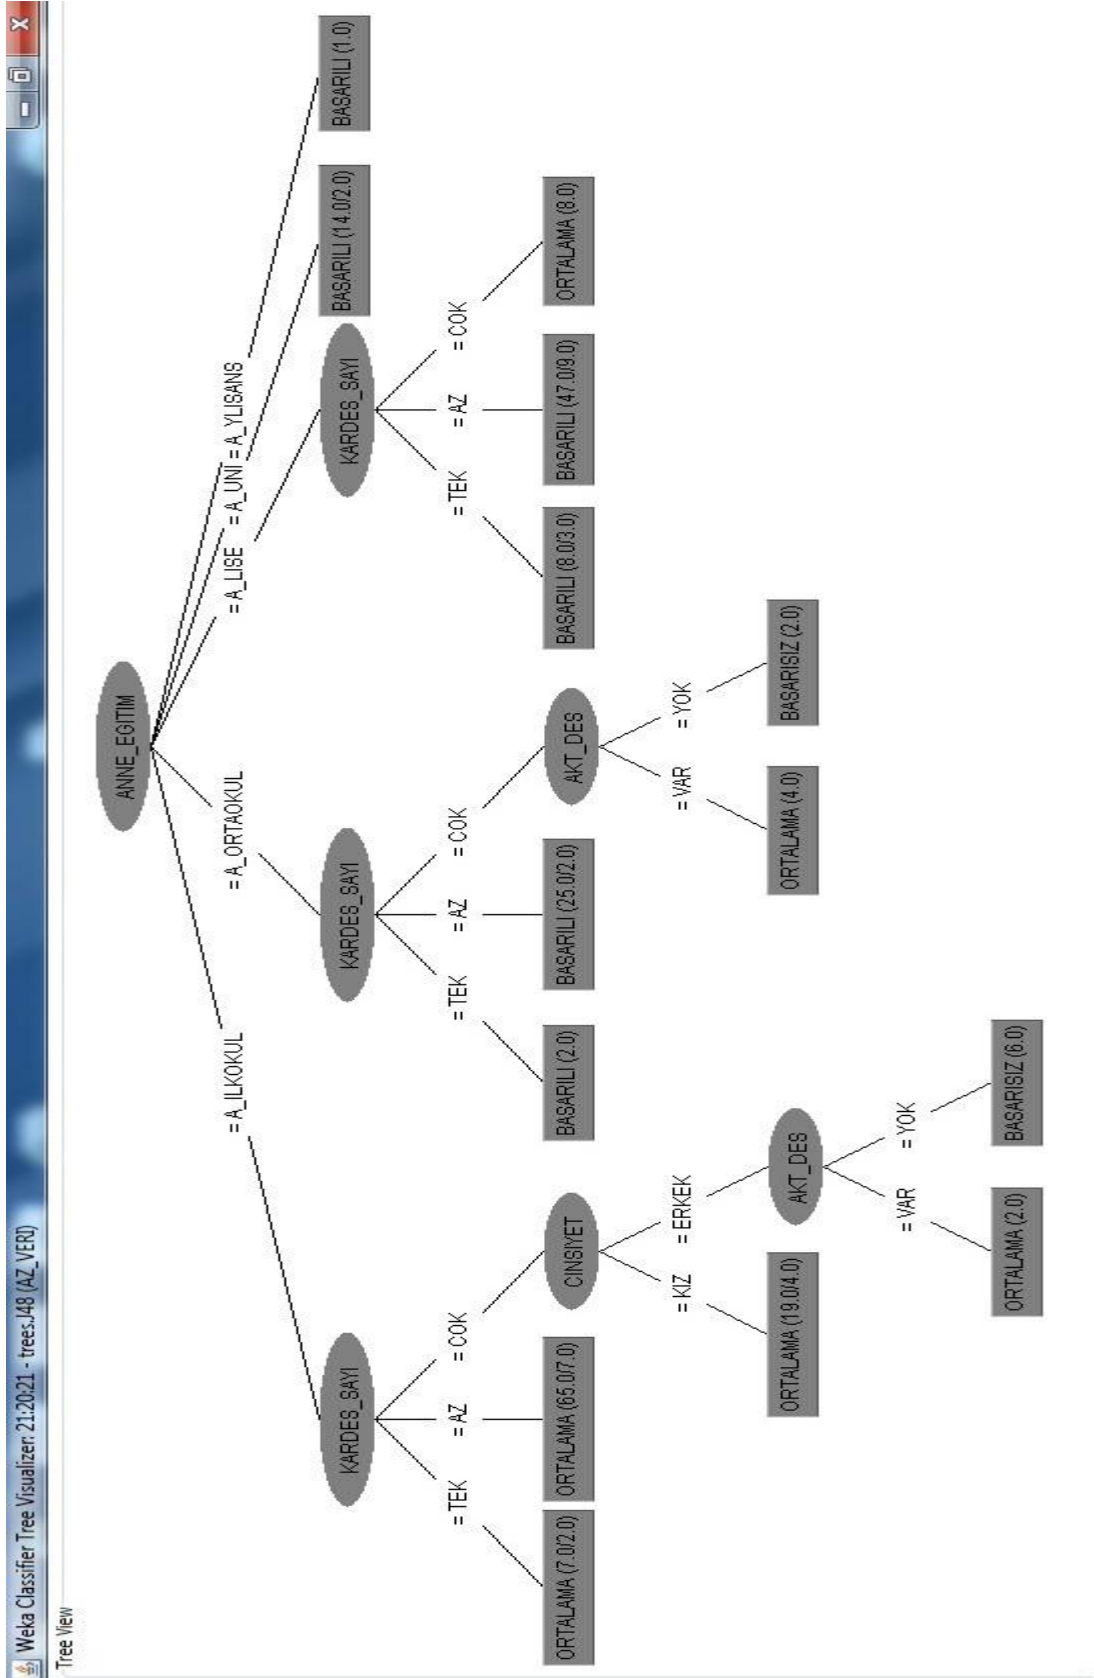 Weka Classifier Tree Visualizer: 21:20:21 - trees.J48 (AZ_VERI)
Tree View
ANNE_EGITIM
= A_ILKOKUL
= A_ORTAOKUL
= A_LISE
= A_UNI
= A_YLISANS
KARDES_SAYI
KARDES_SAYI
KARDES_SAYI
BASARILI (14.0/2.0)
BASARILI (1.0)
= TEK
= AZ
= COK
= TEK
= AZ
= COK
= TEK
= AZ
= COK
ORTALAMA (7.0/2.0)
ORTALAMA (65.0/7.0)
CINSIYET
BASARILI (2.0)
BASARILI (25.0/2.0)
AKT_DES
BASARILI (8.0/3.0)
BASARILI (47.0/9.0)
ORTALAMA (8.0)
= KIZ
= ERKEK
= VAR
= YOK
ORTALAMA (19.0/4.0)
AKT_DES
ORTALAMA (4.0)
BASARISIZ (2.0)
= VAR
= YOK
ORTALAMA (2.0)
BASARISIZ (6.0)